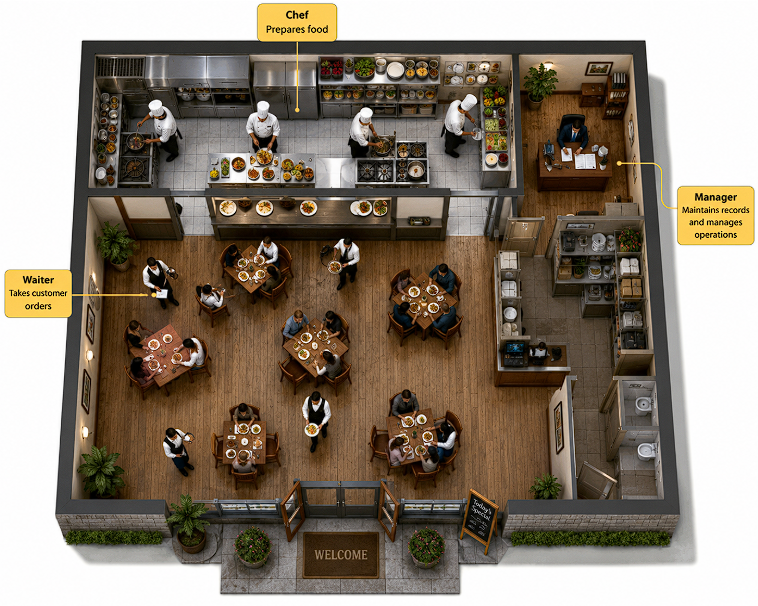 Chef
Prepares food
Manager
Maintains records
and manages
operations
Waiter
Takes customer
orders
Today's
Special
WELCOME